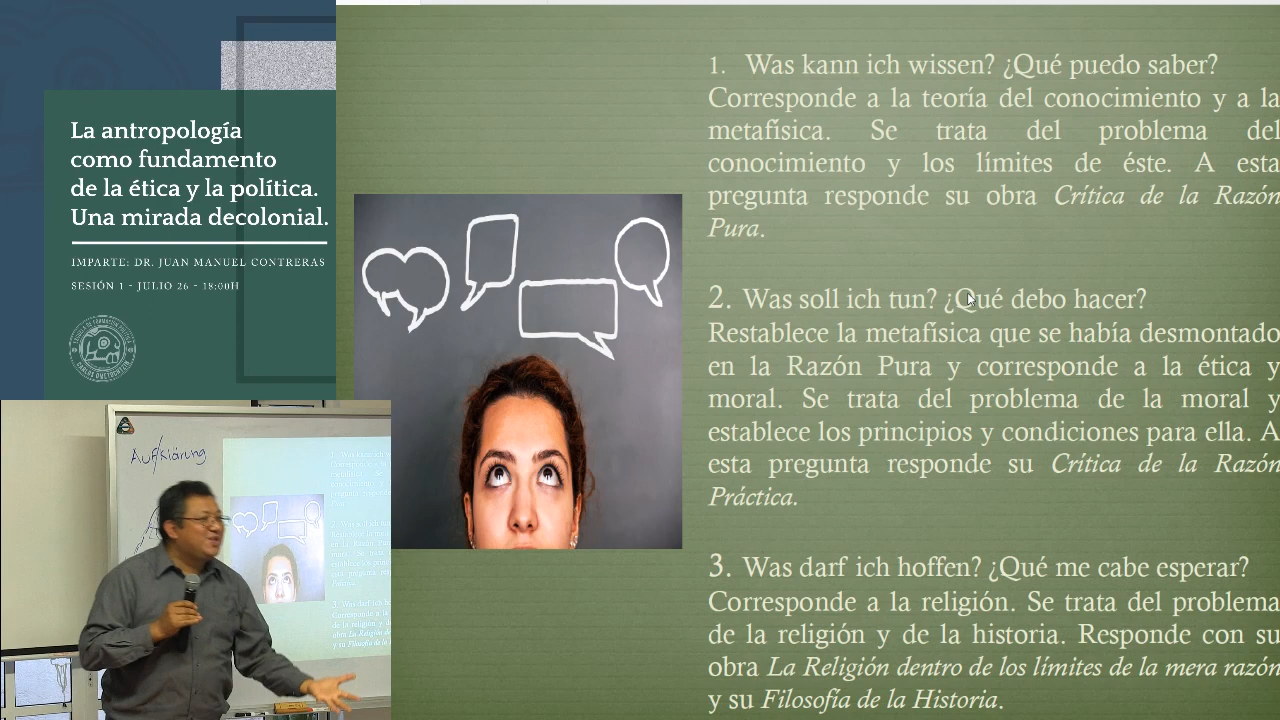 La antropología
como fundamento
de la ética y la política.
Una mirada decolonial.
IMPARTE: DR. JUAN MANUEL CONTRERAS
SESIÓN 1 - JULIO 26 - 18:00H
1. Was kann ich wissen? ¿Qué puedo saber?
Corresponde a la teoría del conocimiento y a la
metafísica. Se trata del problema del
conocimiento y los límites de éste. A esta
pregunta responde su obra Crítica de la Razón
Pura.
2. Was soll ich tun? ¿Qué debo hacer?
Restablece la metafísica que se había desmontado
en la Razón Pura y corresponde a la ética y
moral. Se trata del problema de la moral y
establece los principios y condiciones para ella. A
esta pregunta responde su Crítica de la Razón
Práctica.
3. Was darf ich hoffen? ¿Qué me cabe esperar?
Corresponde a la religión. Se trata del problema
de la religión y de la historia. Responde con su
obra La Religión dentro de los límites de la mera razón
y su Filosofía de la Historia.
Aufklärung